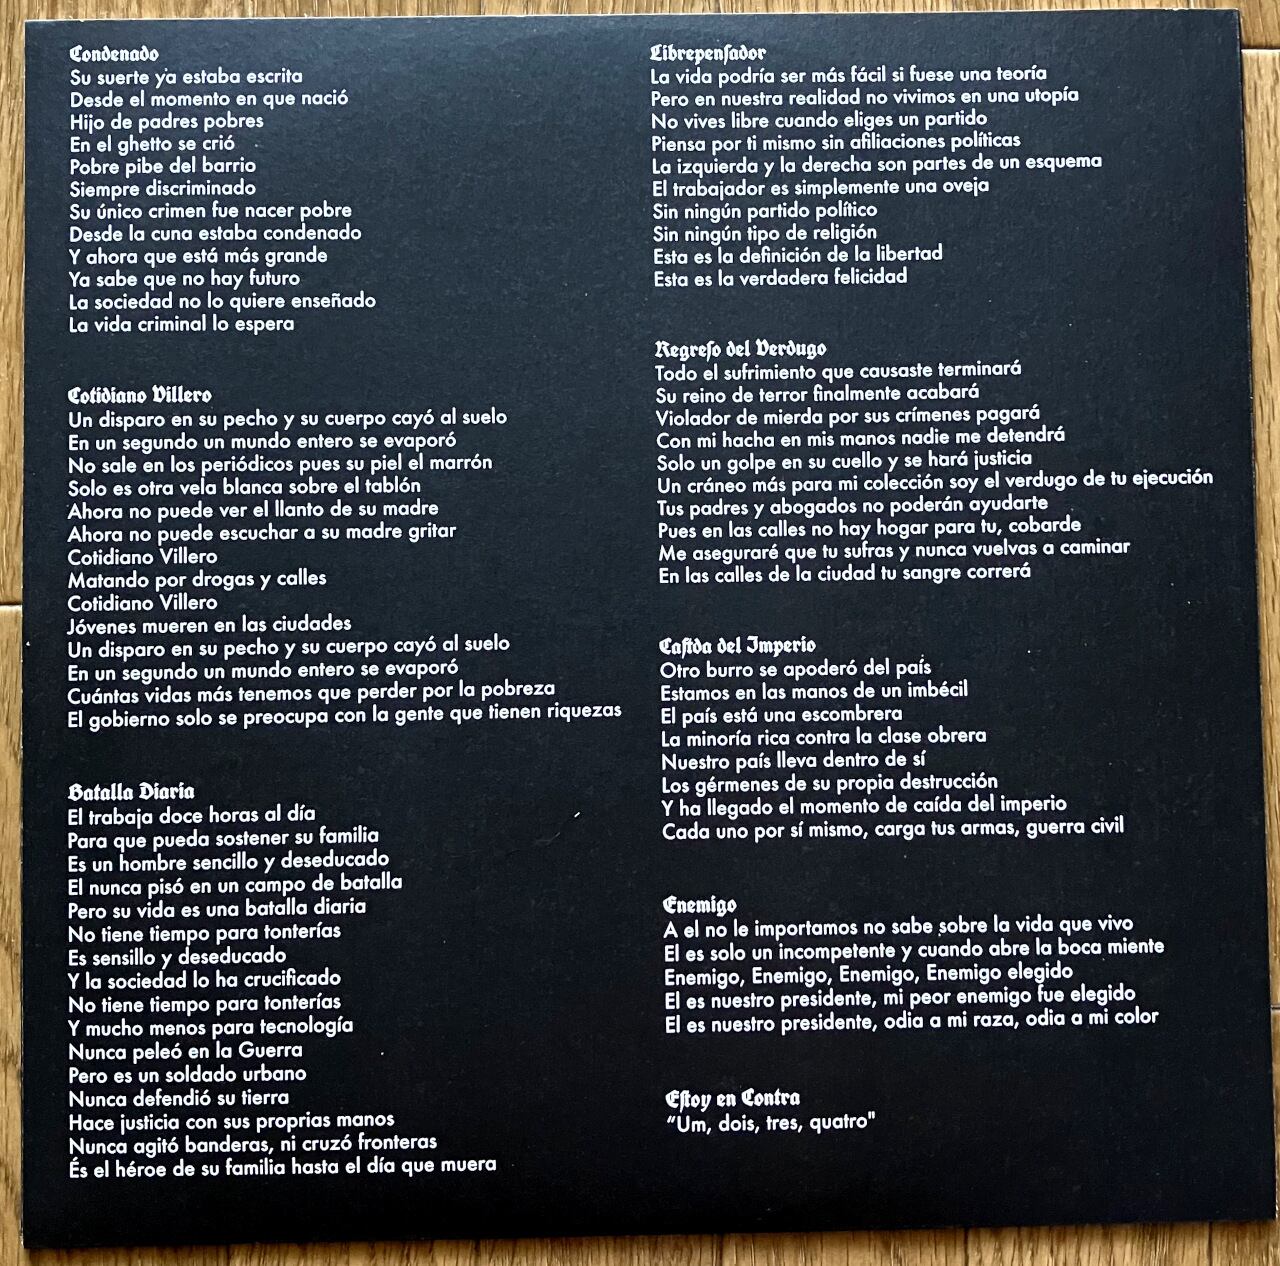 Condenado
Su suerte ya estaba escrita
Desde el momento en que nació
Hijo de padres pobres
En el ghetto se crió
Pobre pibe del barrio
Siempre discriminado
Su único crimen fue nacer pobre
Desde la cuna estaba condenado
Y ahora que está más grande
Ya sabe que no hay futuro
La sociedad no lo quiere enseñado
La vida criminal lo espera
Cotidiano Villero
Un disparo en su pecho y su cuerpo cayó al suelo
En un segundo un mundo entero se evaporó
No sale en los periódicos pues su piel el marrón
Solo es otra vela blanca sobre el tablón
Ahora no puede ver el llanto de su madre
Ahora no puede escuchar a su madre gritar
Cotidiano Villero
Matando por drogas y calles
Cotidiano Villero
Jóvenes mueren en las ciudades
Un disparo en su pecho y su cuerpo cayó al suelo
En un segundo un mundo entero se evaporó
Cuántas vidas más tenemos que perder por la pobreza
El gobierno solo se preocupa con la gente que tienen riquezas
Batalla Diaria
El trabaja doce horas al día
Para que pueda sostener su familia
Es un hombre sencillo y deseducado
El nunca pisó en un campo de batalla
Pero su vida es una batalla diaria
No tiene tiempo para tonterías
Es sensillo y deseducado
Y la sociedad lo ha crucificado
No tiene tiempo para tonterías
Y mucho menos para tecnología
Nunca peleó en la Guerra
Pero es un soldado urbano
Nunca defendió su tierra
Hace justicia con sus proprias manos
Nunca agitó banderas, ni cruzó fronteras
És el héroe de su familia hasta el día que muera
Librepenſador
La vida podría ser más fácil si fuese una teoría
Pero en nuestra realidad no vivimos en una utopía
No vives libre cuando eliges un partido
Piensa por ti mismo sin afiliaciones políticas
La izquierda y la derecha son partes de un esquema
El trabajador es simplemente una oveja
Sin ningún partido político
Sin ningún tipo de religión
Esta es la definición de la libertad
Esta es la verdadera felicidad
Regreſo del Verdugo
Todo el sufrimiento que causaste terminará
Su reino de terror finalmente acabará
Violador de mierda por sus crímenes pagará
Con mi hacha en mis manos nadie me detendrá
Solo un golpe en su cuello y se hará justicia
Un cráneo más para mi colección soy el verdugo de tu ejecución
Tus padres y abogados no poderán ayudarte
Pues en las calles no hay hogar para tu, cobarde
Me aseguraré que tu sufras y nunca vuelvas a caminar
En las calles de la ciudad tu sangre correrá
Caſtda del Imperio
Otro burro se apoderó del país
Estamos en las manos de un imbécil
El país está una escombrera
La minoría rica contra la clase obrera
Nuestro país lleva dentro de sí
Los gérmenes de su propia destrucción
Y ha llegado el momento de caída del imperio
Cada uno por sí mismo, carga tus armas, guerra civil
Enemigo
A el no le importamos no sabe sobre la vida que vivo
El es solo un incompetente y cuando abre la boca miente
Enemigo, Enemigo, Enemigo, Enemigo elegido
El es nuestro presidente, mi peor enemigo fue elegido
El es nuestro presidente, odia a mi raza, odia a mi color
Eſtoy en Contra
“Um, dois, tres, quatro"